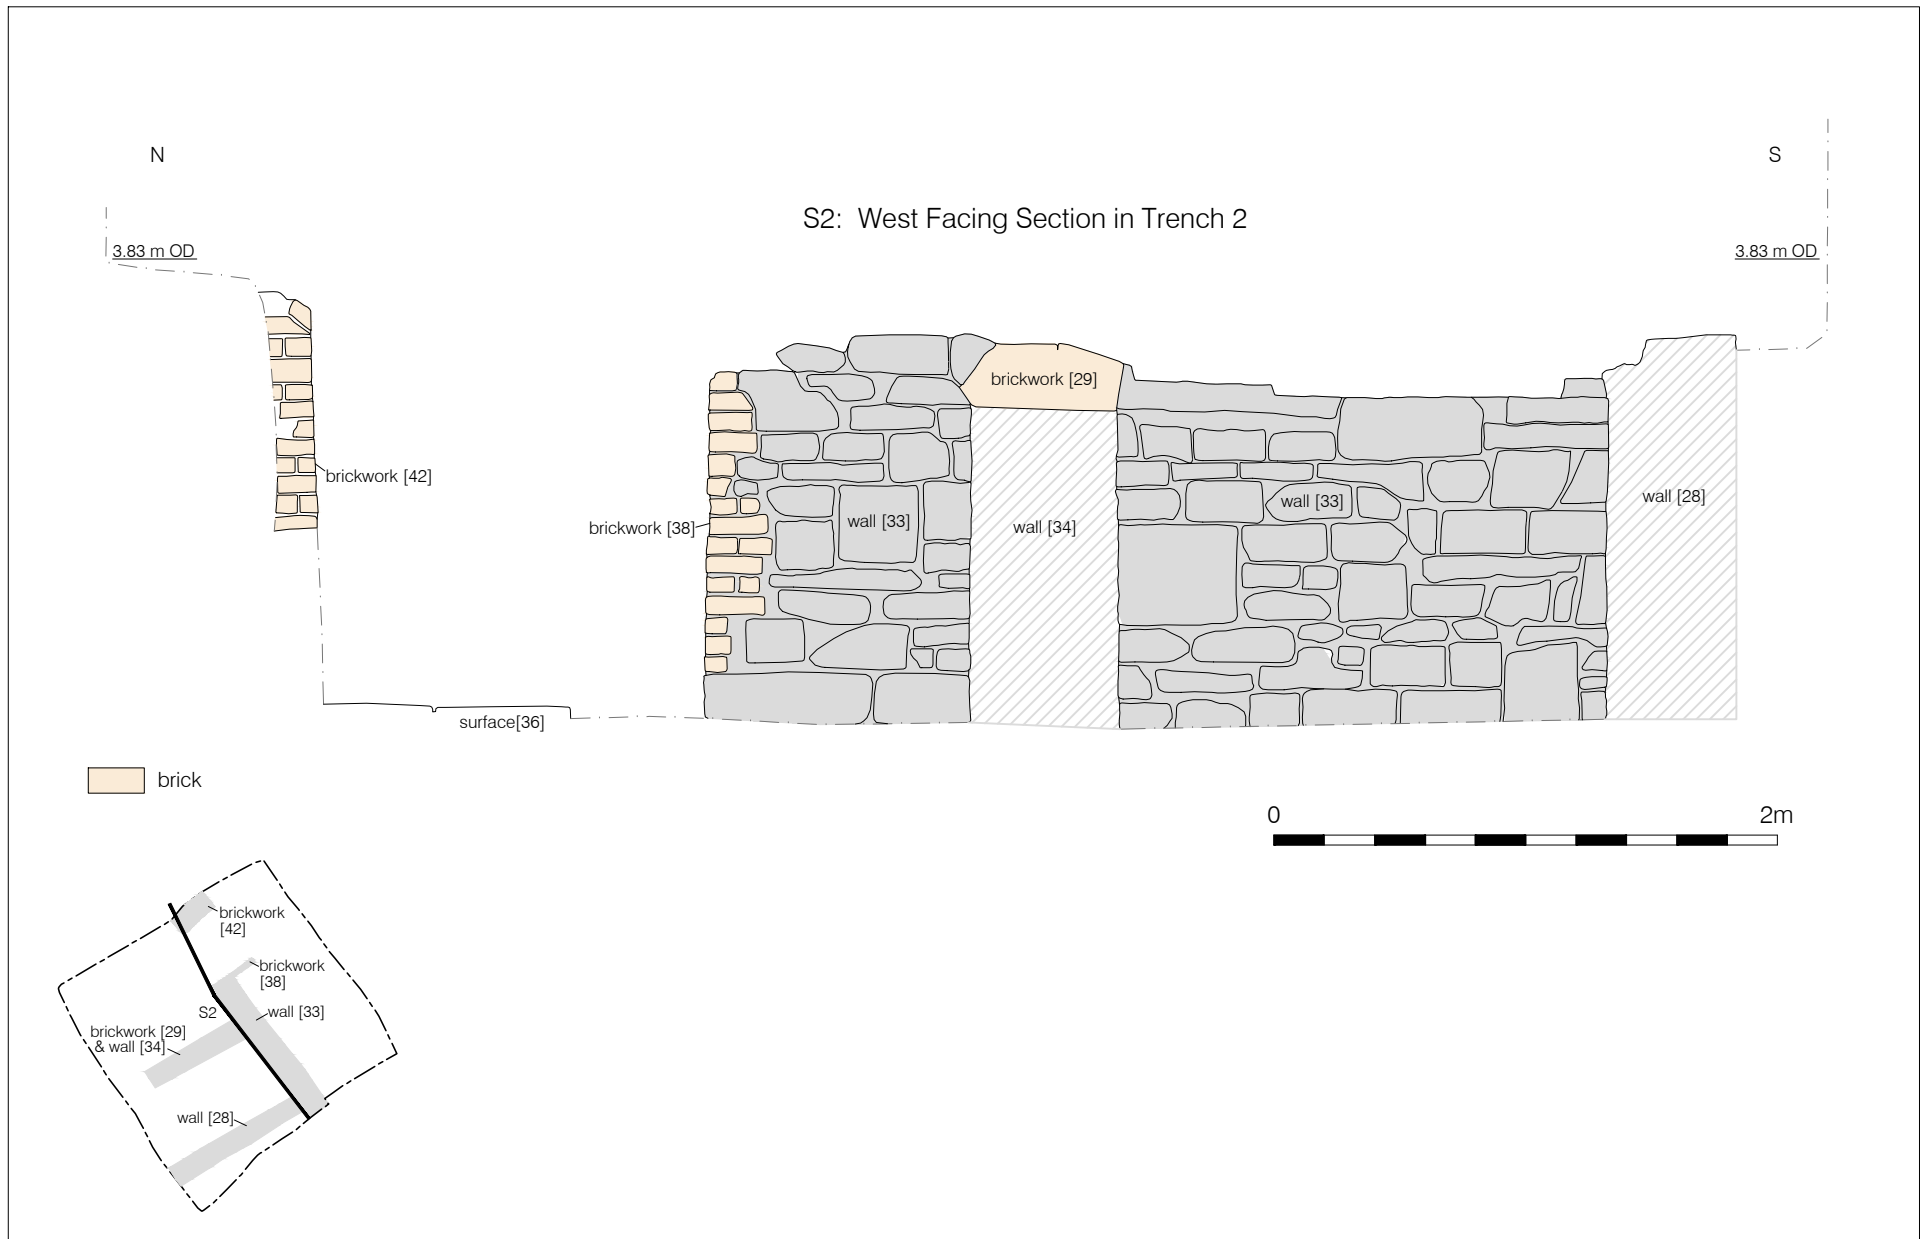 N
S
S2: West Facing Section in Trench 2
3.83 m OD
3.83 m OD
brickwork [29]
brickwork [42]
wall [28]
wall [33]
wall [33]
brickwork [38]
wall [34]
surface[36]
brick
0
2m
brickwork
[42]
brickwork
[38]
S2
wall [33]
brickwork [29]
& wall [34]
wall [28]